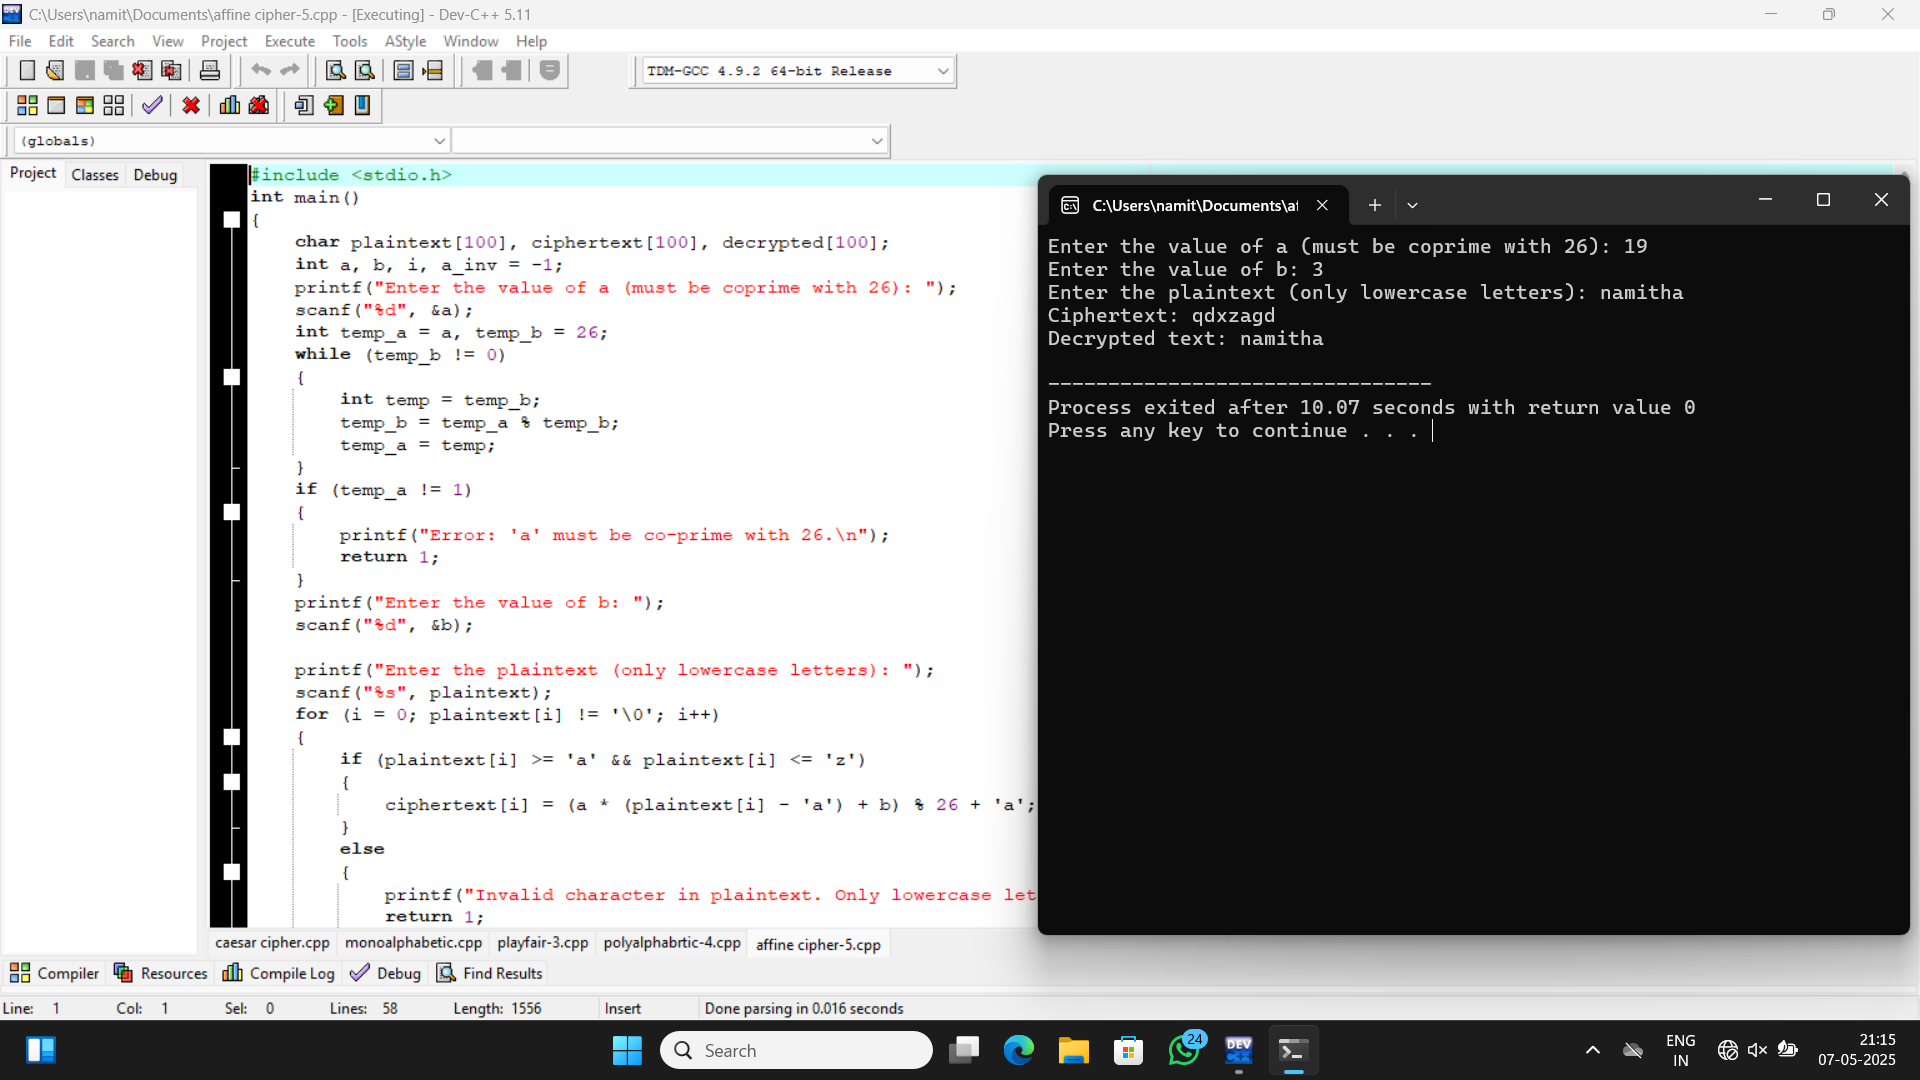 C:\Users\namit\Documents\affine cipher-5.cpp - [Executing] - Dev-C++ 5.11
File Edit Search View Project Execute Tools AStyle Window Help
TDM-GCC 4.9.2 64-bit Release
(globals)
Project Classes Debug
#include <stdio.h>
int main()
{
char plaintext[100], ciphertext[100], decrypted[100];
int a, b, i, a_inv = -1;
printf("Enter the value of a (must be coprime with 26): ");
scanf("%d", &a);
int temp_a = a, temp_b = 26;
while (temp_b != 0)
{
int temp = temp_b;
temp_b = temp_a % temp_b;
temp_a = temp;
}
if (temp_a != 1)
{
printf("Error: 'a' must be co-prime with 26.\n");
return 1;
}
printf("Enter the value of b: ");
scanf("%d", &b);
printf("Enter the plaintext (only lowercase letters): ");
scanf("%s", plaintext);
for (i = 0; plaintext[i] != '\0'; i++)
{
if (plaintext[i] >= 'a' && plaintext[i] <= 'z')
{
ciphertext[i] = (a * (plaintext[i] - 'a') + b) % 26 + 'a';
}
else
{
printf("Invalid character in plaintext. Only lowercase let
return 1;
C:\Users\namit\Documents\af
Enter the value of a (must be coprime with 26): 19
Enter the value of b: 3
Enter the plaintext (only lowercase letters): namitha
Ciphertext: qdxzagd
Decrypted text: namitha
--------------------------------
Process exited after 10.07 seconds with return value 0
Press any key to continue . . .
caesar cipher.cpp monoalphabetic.cpp playfair-3.cpp polyalphabrtic-4.cpp affine cipher-5.cpp
Compiler Resources Compile Log Debug Find Results
Line: 1 Col: 1 Sel: 0 Lines: 58 Length: 1556 Insert Done parsing in 0.016 seconds
Search
24
DEV
ENG
IN
21:15
07-05-2025